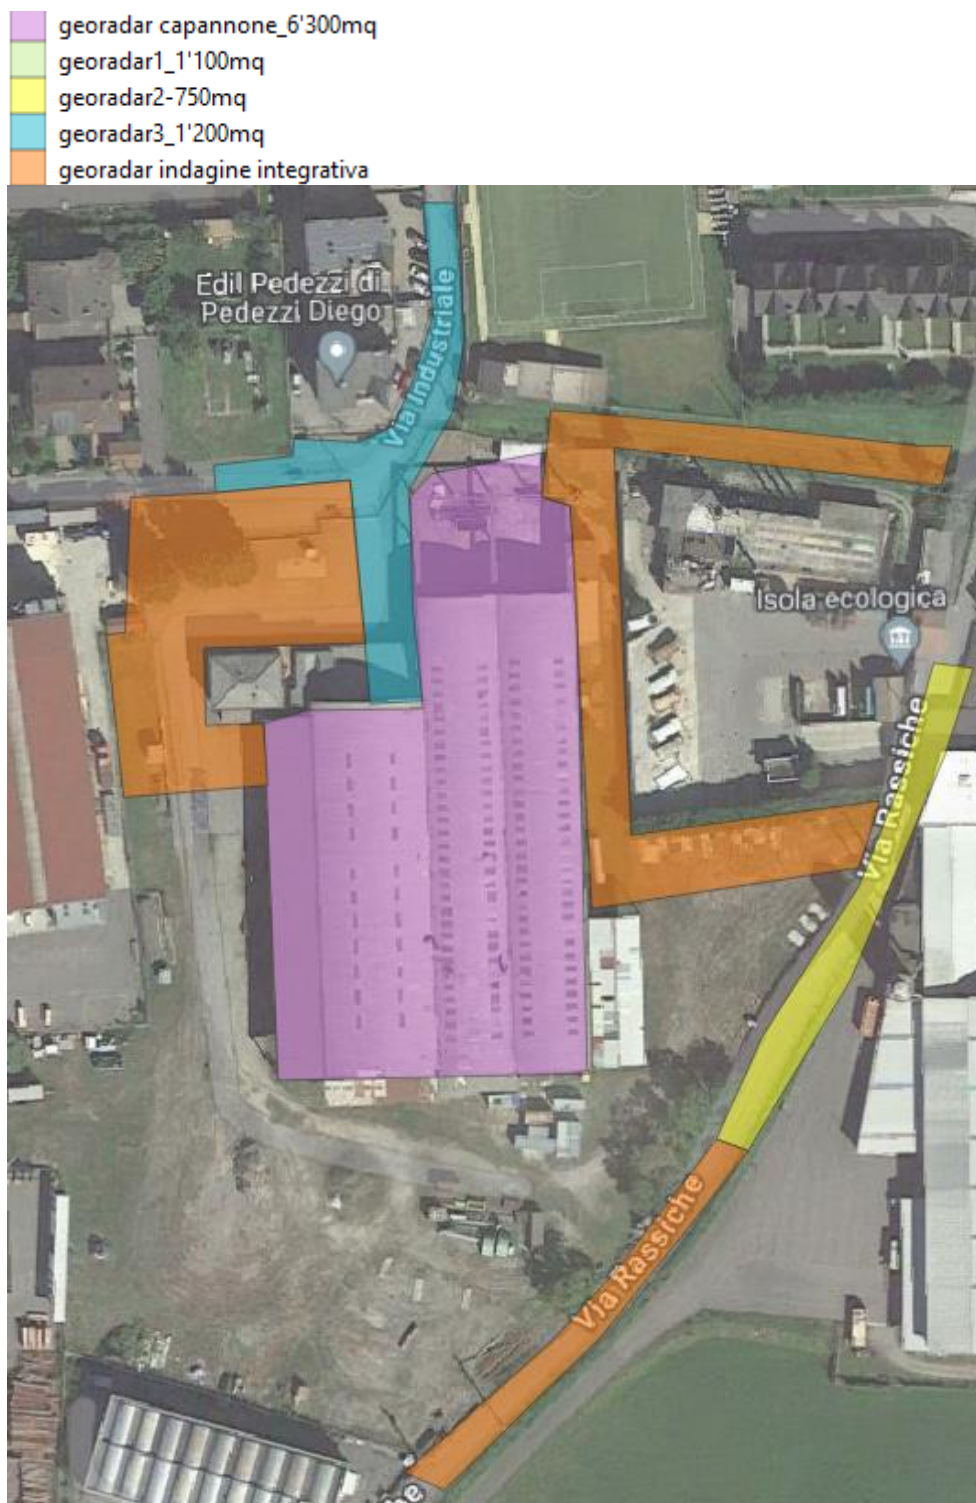 georadar capannone_6'300mq
georadar1_1'100mq
georadar2-750mq
georadar3_1'200mq
georadar indagine integrativa
Edil Pedezzi di
Pedezzi Diego
Via Industriale
Isola ecologica
Via Rassiche
Via Rassiche
he